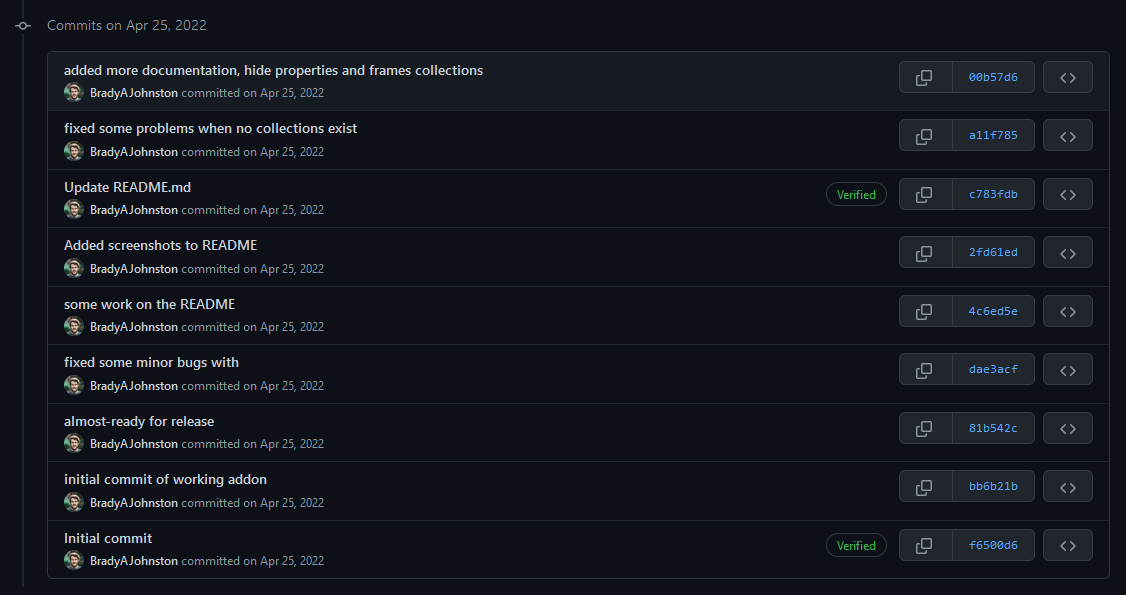 Commits on Apr 25, 2022
added more documentation, hide properties and frames collections
BradyAJohnston committed on Apr 25, 2022
00b57d6
fixed some problems when no collections exist
BradyAJohnston committed on Apr 25, 2022
a11f785
Update README.md
BradyAJohnston committed on Apr 25, 2022
Verified
c783fdb
Added screenshots to README
BradyAJohnston committed on Apr 25, 2022
2fd61ed
some work on the README
BradyAJohnston committed on Apr 25, 2022
4c6ed5e
fixed some minor bugs with
BradyAJohnston committed on Apr 25, 2022
dae3acf
almost-ready for release
BradyAJohnston committed on Apr 25, 2022
81b542c
initial commit of working addon
BradyAJohnston committed on Apr 25, 2022
bb6b21b
Initial commit
BradyAJohnston committed on Apr 25, 2022
Verified
f6500d6